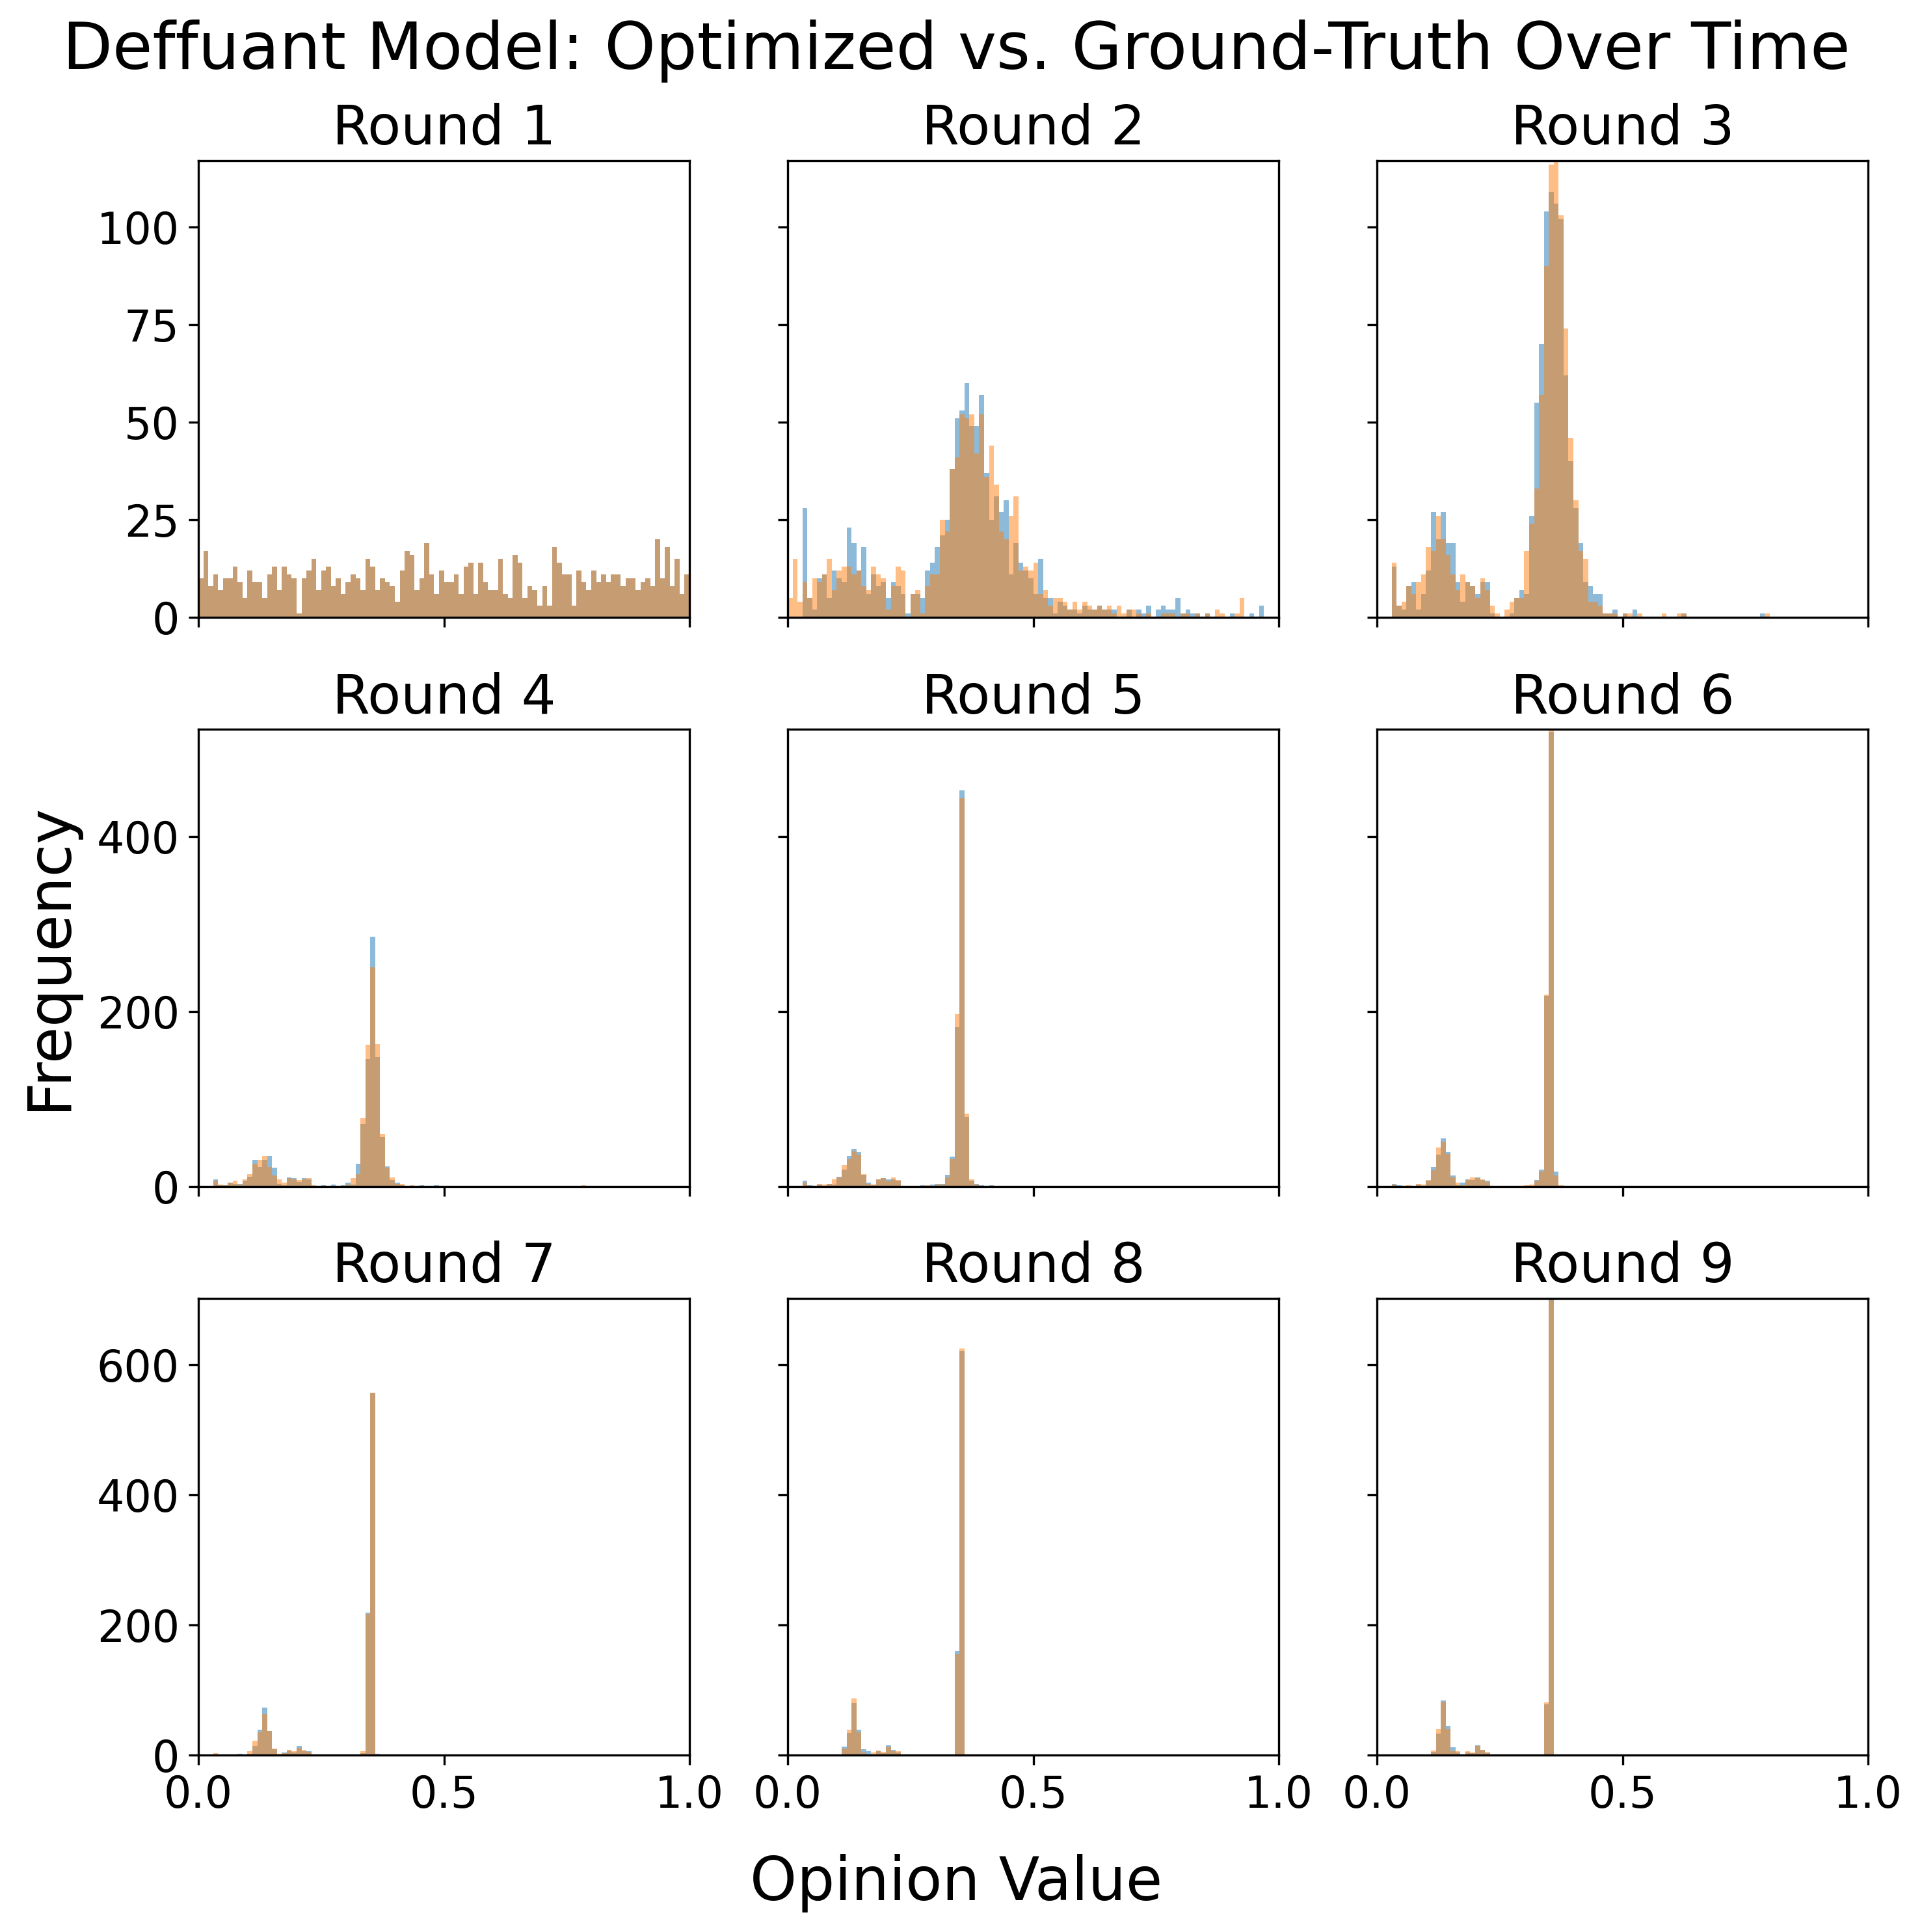 Deffuant Model: Optimized vs. Ground-Truth Over Time
Round 1
Round 2
Round 3
100
75
50
25
0
Round 4
Round 5
Round 6
Frequency
400
200
0
Round 7
Round 8
Round 9
600
400
200
0
0.0 0.5 1.0 0.0 0.5 1.0 0.0 0.5 1.0
Opinion Value